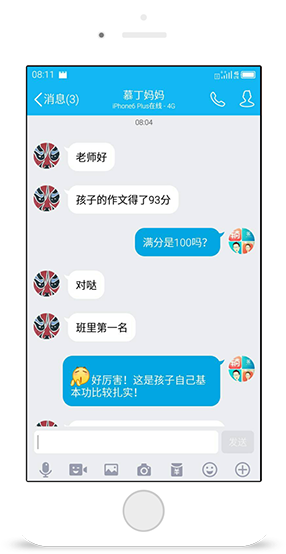 08:11
消息(3)
慕丁妈妈
iPhone6 Plus在线 - 4G
08:04
老师好
孩子的作文得了93分
满分是100吗？
对哒
班里第一名
好厉害！这是孩子自己基
本功比较扎实！
发送